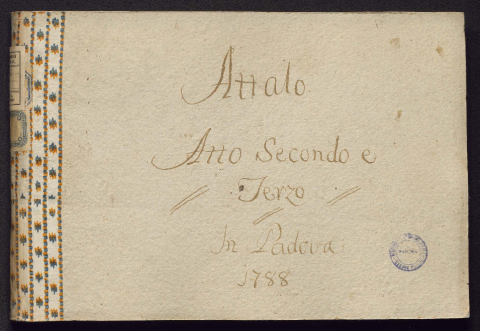 Attalo
Atto Secondo e
Terzo
In Padova
1788